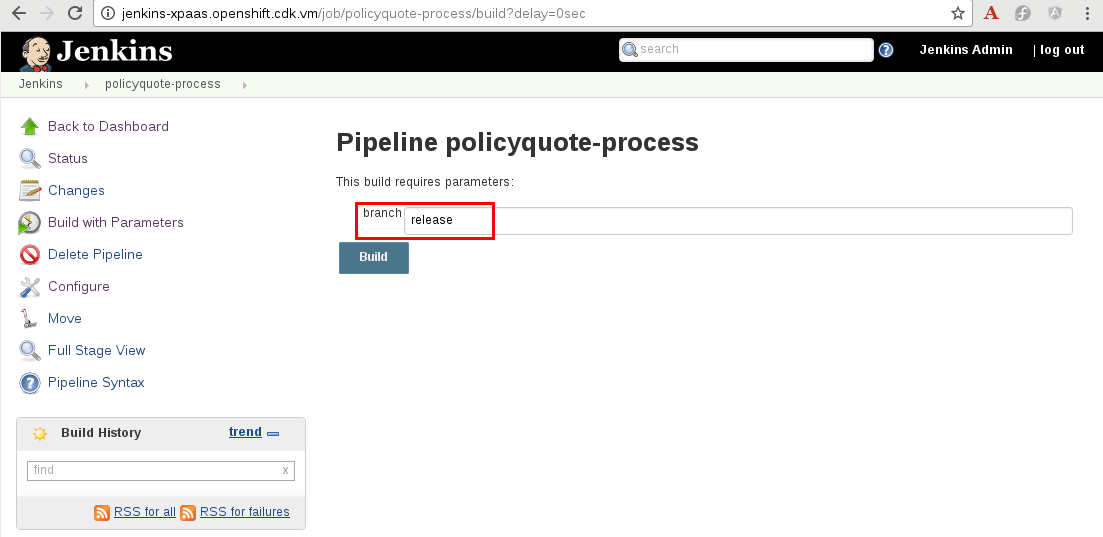 jenkins-xpaas.openshift.cdk.vm/job/policyquote-process/build?delay=0sec
Jenkins search Jenkins Admin | log out
Jenkins policyquote-process
Back to Dashboard
Status
Changes
Build with Parameters
Delete Pipeline
Configure
Move
Full Stage View
Pipeline Syntax
Build History trend
find x
RSS for all RSS for failures
Pipeline policyquote-process
This build requires parameters:
branch release
Build